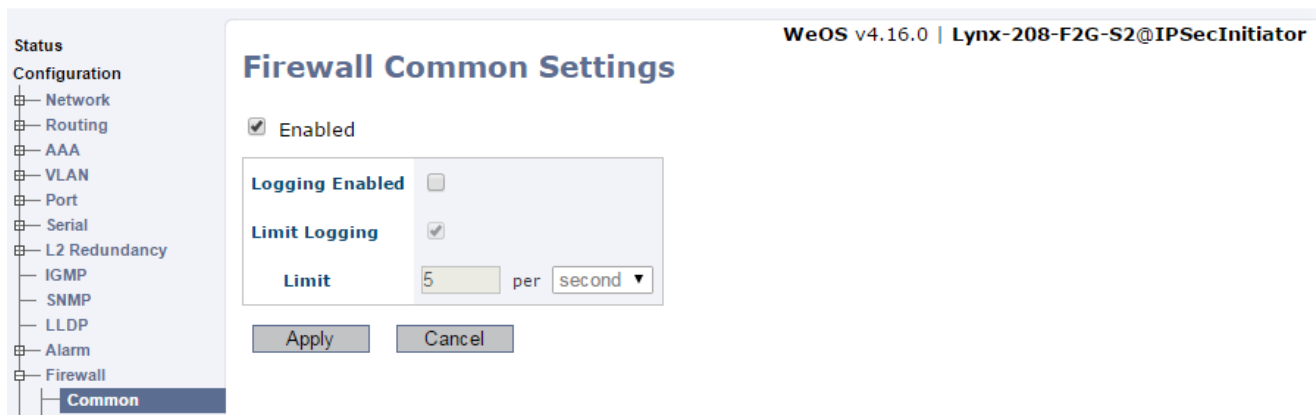 WeOS v4.16.0 | Lynx-208-F2G-S2@IPSecInitiator
Status
Configuration
Network
Routing
AAA
VLAN
Port
Serial
L2 Redundancy
IGMP
SNMP
LLDP
Alarm
Firewall
Common
Firewall Common Settings
Enabled
Logging Enabled
Limit Logging
Limit 5 per second
Apply Cancel